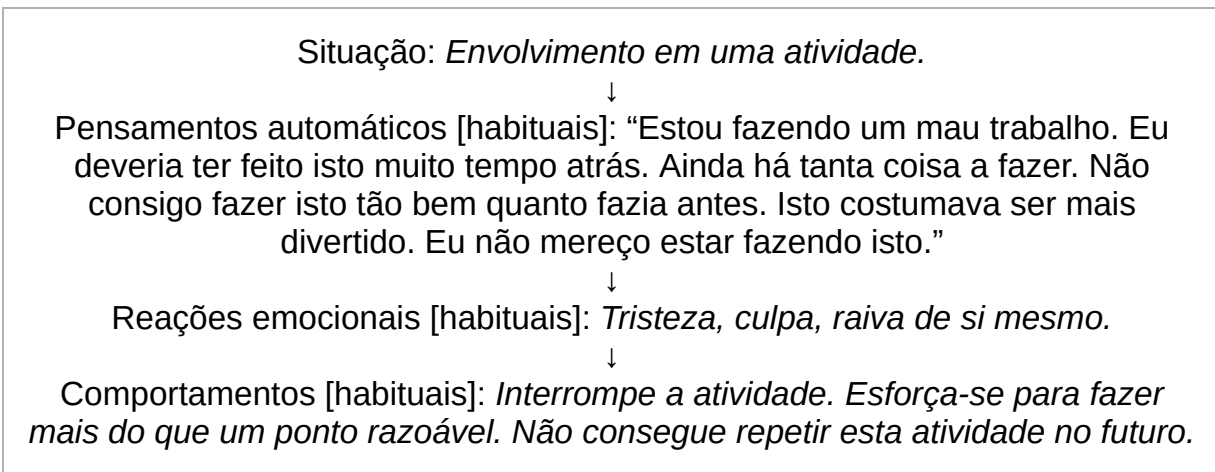 Situação: Envolvimento em uma atividade.
↓
Pensamentos automáticos [habituais]: “Estou fazendo um mau trabalho. Eu
deveria ter feito isto muito tempo atrás. Ainda há tanta coisa a fazer. Não
consigo fazer isto tão bem quanto fazia antes. Isto costumava ser mais
divertido. Eu não mereço estar fazendo isto.”
↓
Reações emocionais [habituais]: Tristeza, culpa, raiva de si mesmo.
↓
Comportamentos [habituais]: Interrompe a atividade. Esforça-se para fazer
mais do que um ponto razoável. Não consegue repetir esta atividade no futuro.